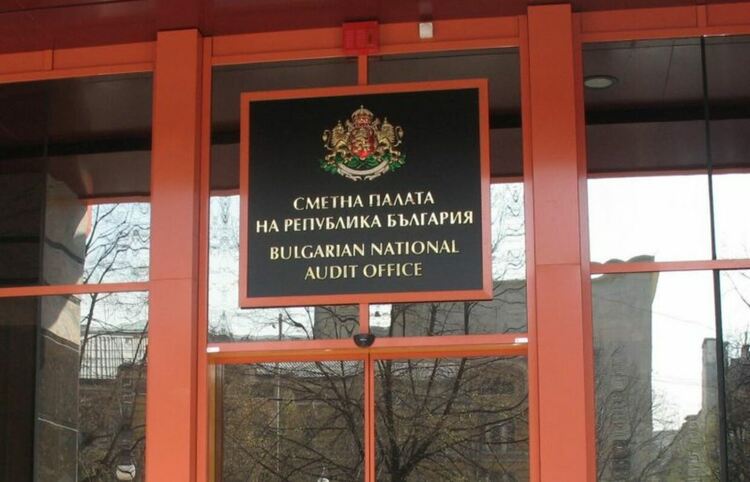 СМЕТНА ПАЛАТА
НА РЕПУБЛИКА БЪЛГАРИЯ
BULGARIAN NATIONAL
AUDIT OFFICE